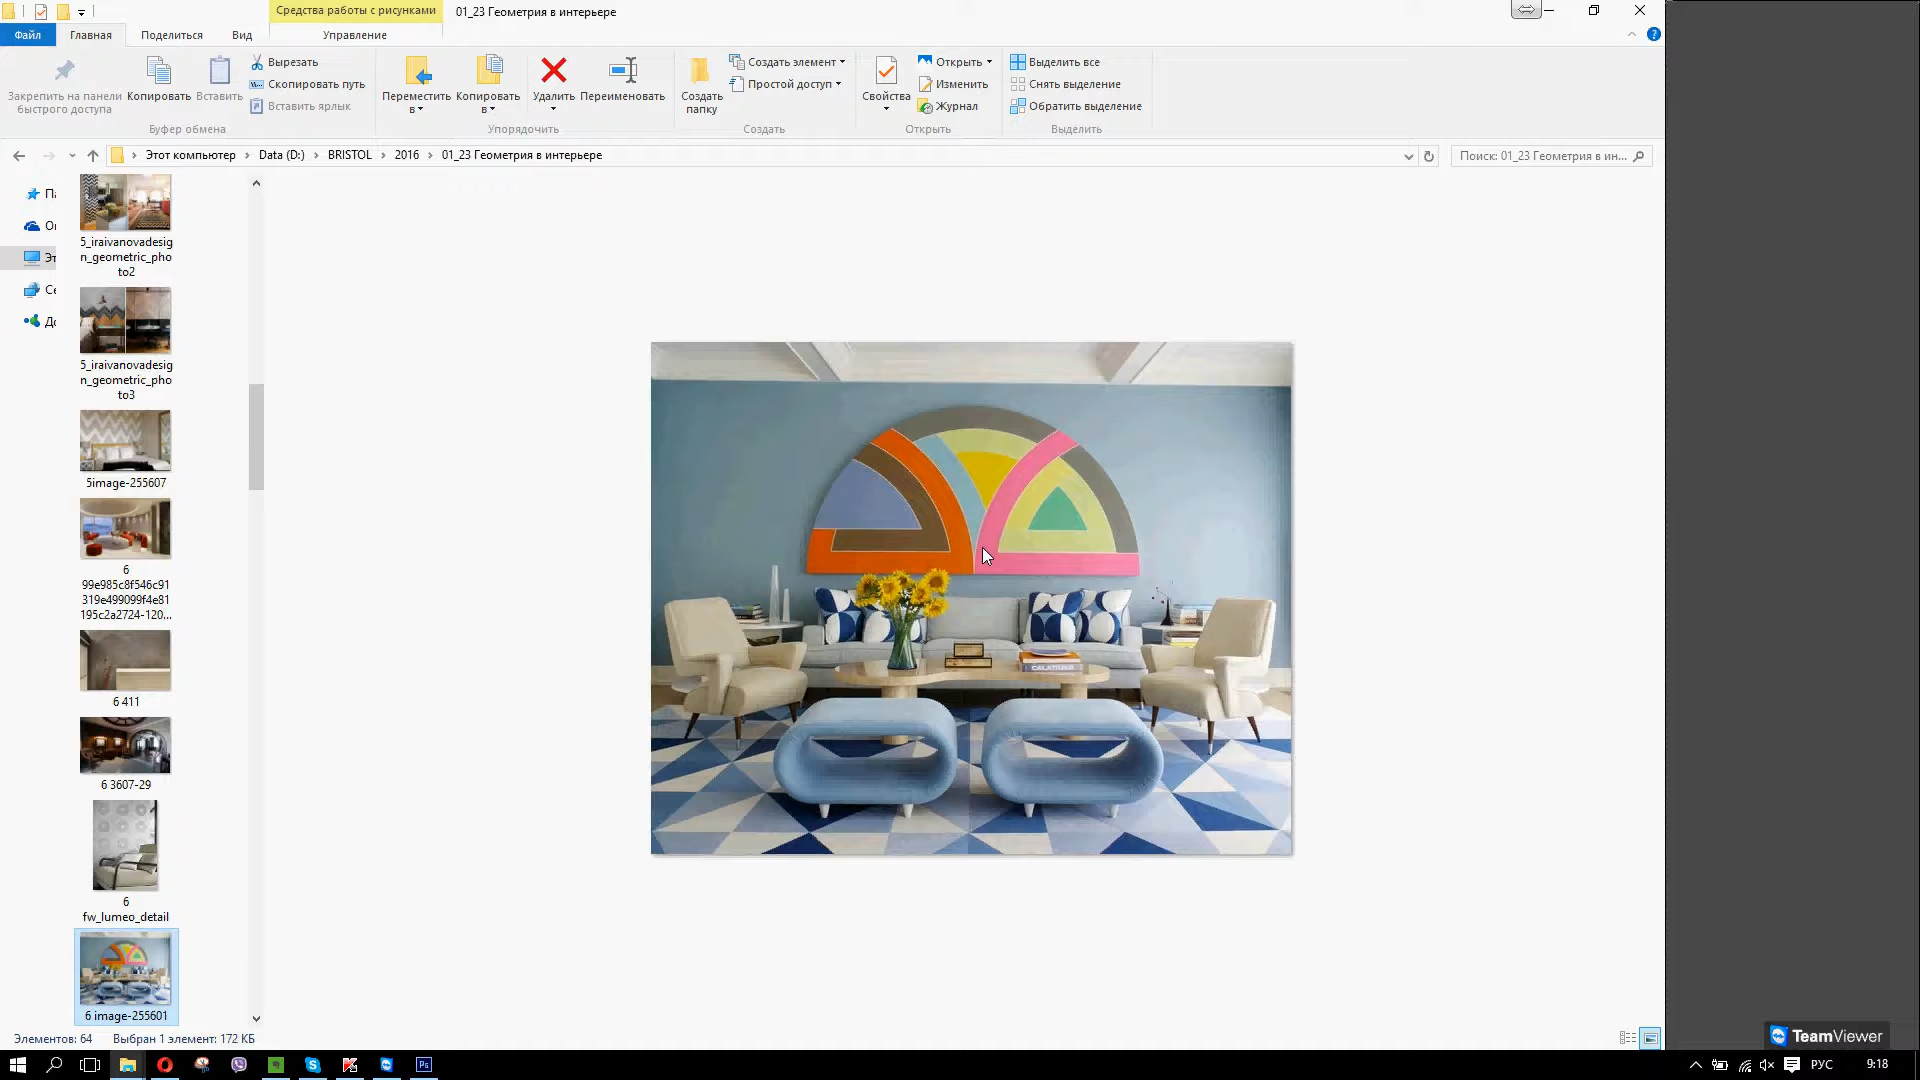 Средства работы с рисунками
01_23 Геометрия в интерьере
Файл
Главная
Поделиться
Вид
Управление
Закрепить на панели
быстрого доступа
Копировать
Вставить
Вырезать
Скопировать путь
Вставить ярлык
Буфер обмена
Переместить
в
Копировать
в
Удалить
Переименовать
Упорядочить
Создать
папку
Создать элемент
Простой доступ
Создать
Свойства
Открыть
Изменить
Журнал
Открыть
Выделить все
Снять выделение
Обратить выделение
Выделить
Этот компьютер
Data (D:)
BRISTOL
2016
01_23 Геометрия в интерьере
Поиск: 01_23 Геометрия в ин...
5_iraivanovadesig
n_geometric_pho
to2
5_iraivanovadesig
n_geometric_pho
to3
5image-255607
6
99e985c8f546c91
319e499099f4e81
195c2a2724-120...
6 411
6 3607-29
6
fw_lumeo_detail
6 image-255601
CALATRAVA
Элементов: 64
Выбран 1 элемент: 172 КБ
TeamViewer
Ps
РУС
9:18